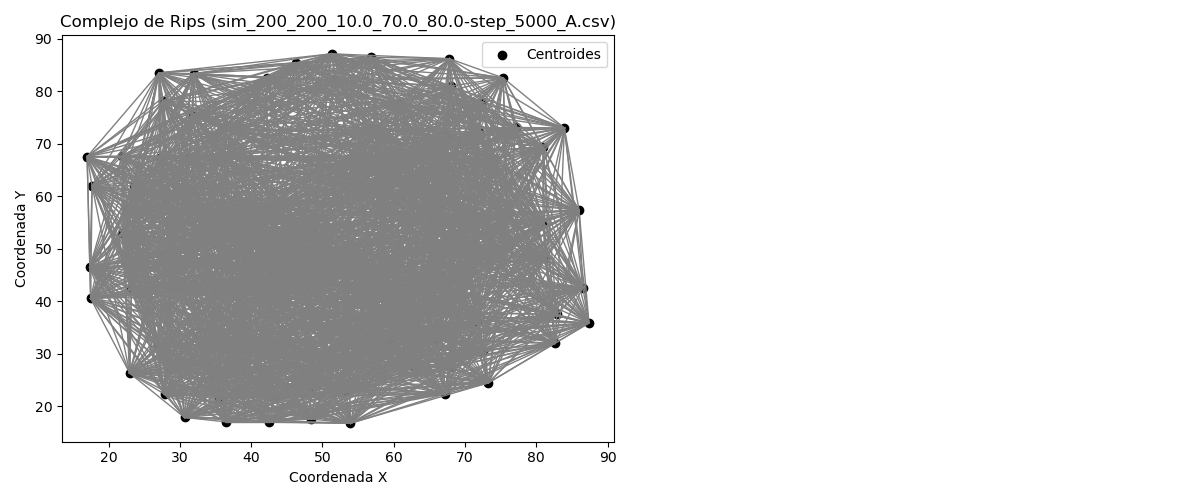 Complejo de Rips (sim_200_200_10.0_70.0_80.0-step_5000_A.csv)
Centroides
90
80
70
60
50
40
30
20
Coordenada Y
20 30 40 50 60 70 80 90
Coordenada X